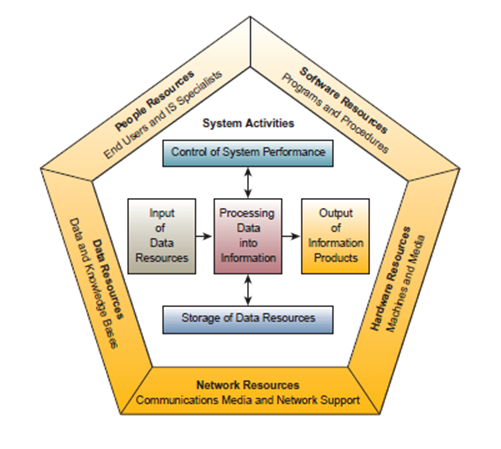 People Resources
End Users and IS Specialists
Software Resources
Programs and Procedures
System Activities
Control of System Performance
Input
of
Data
Resources
Processing
Data
into
Information
Output
of
Information
Products
Storage of Data Resources
Data Resources
Data and Knowledge Bases
Hardware Resources
Machines and Media
Network Resources
Communications Media and Network Support